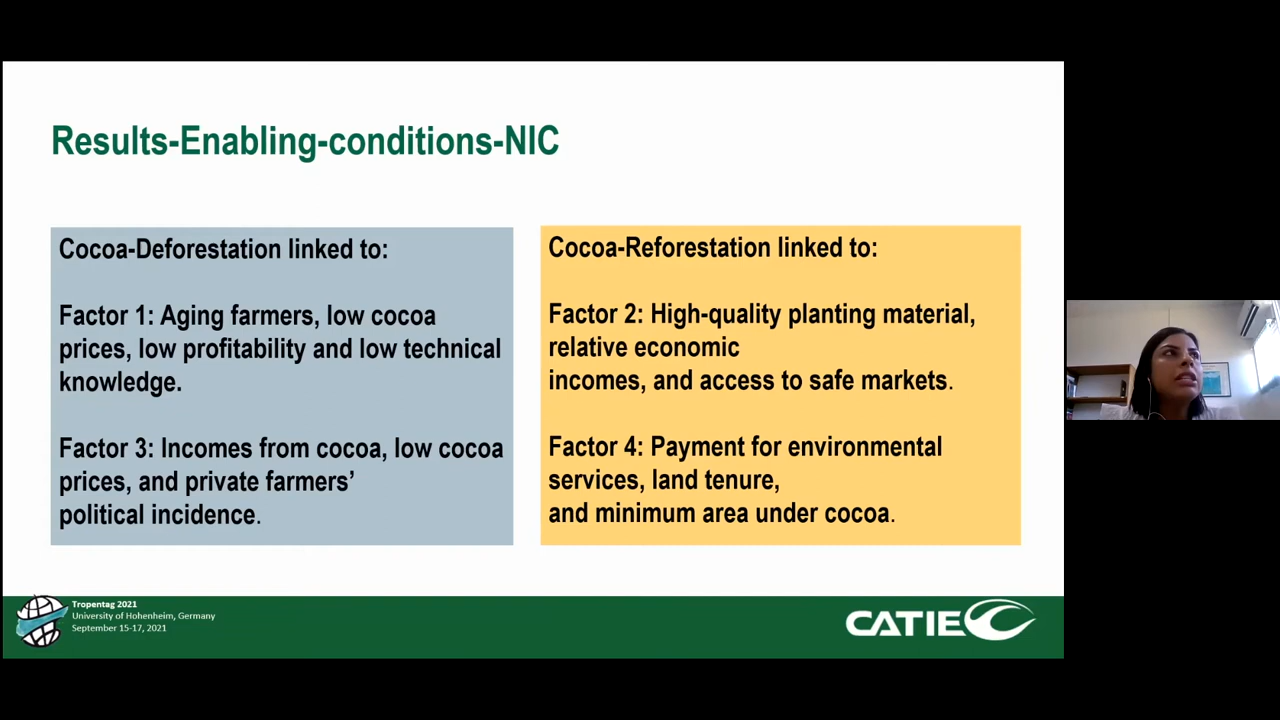 Results-Enabling-conditions-NIC
Cocoa-Deforestation linked to:
Factor 1: Aging farmers, low cocoa
prices, low profitability and low technical
knowledge.
Factor 3: Incomes from cocoa, low cocoa
prices, and private farmers’
political incidence.
Cocoa-Reforestation linked to:
Factor 2: High-quality planting material,
relative economic
incomes, and access to safe markets.
Factor 4: Payment for environmental
services, land tenure,
and minimum area under cocoa.
Tropentag 2021
University of Hohenheim, Germany
September 15-17, 2021
CATIE